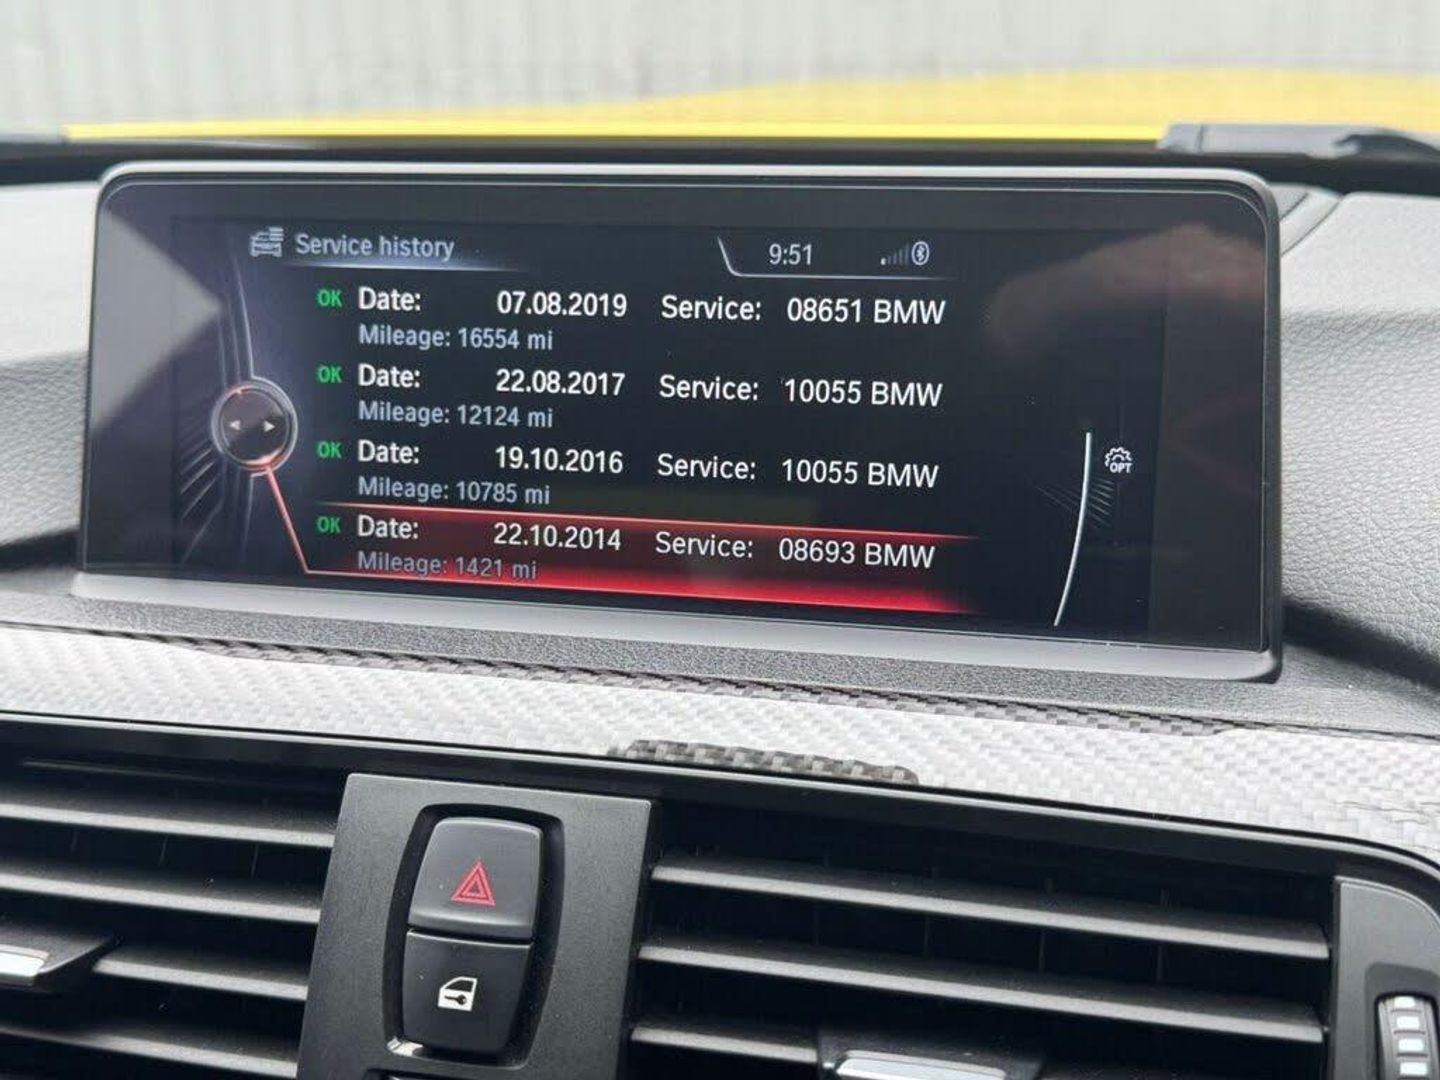 Service history
9:51
OK Date: 07.08.2019 Service: 08651 BMW
Mileage: 16554 mi
OK Date: 22.08.2017 Service: 10055 BMW
Mileage: 12124 mi
OK Date: 19.10.2016 Service: 10055 BMW
Mileage: 10785 mi
OPT
OK Date: 22.10.2014 Service: 08693 BMW
Mileage: 1421 mi